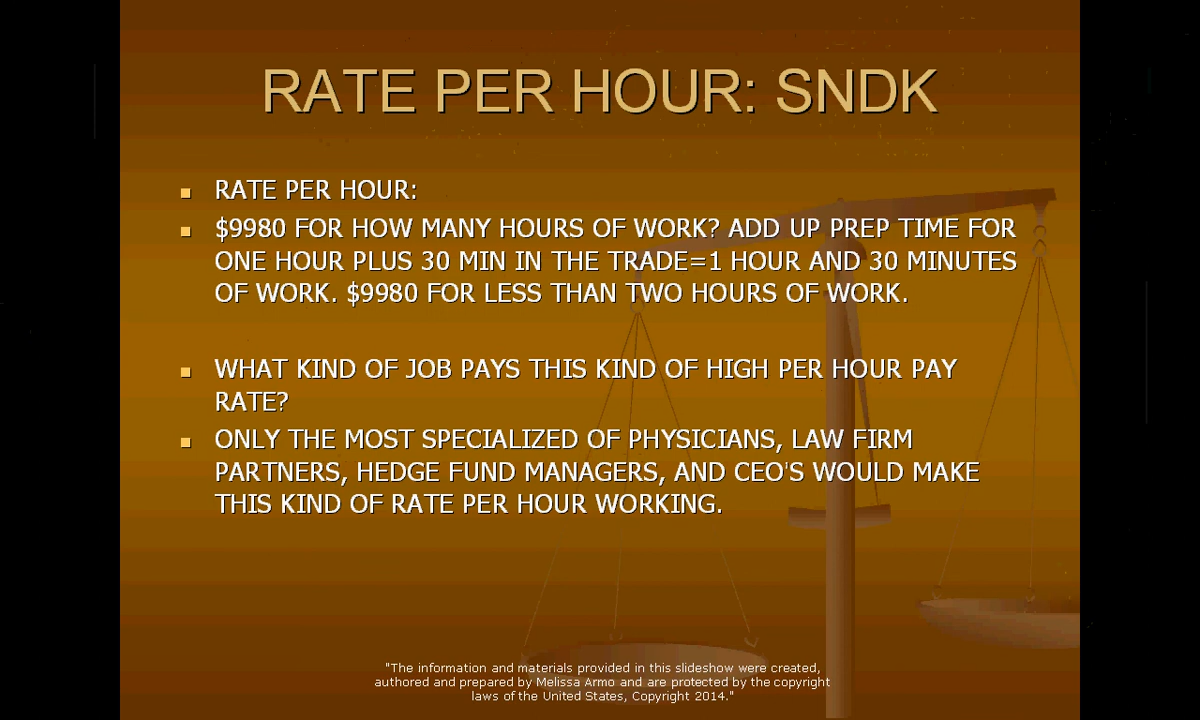 RATE PER HOUR: SNDK
RATE PER HOUR:
$9980 FOR HOW MANY HOURS OF WORK? ADD UP PREP TIME FOR
ONE HOUR PLUS 30 MIN IN THE TRADE=1 HOUR AND 30 MINUTES
OF WORK. $9980 FOR LESS THAN TWO HOURS OF WORK.
WHAT KIND OF JOB PAYS THIS KIND OF HIGH PER HOUR PAY
RATE?
ONLY THE MOST SPECIALIZED OF PHYSICIANS, LAW FIRM
PARTNERS, HEDGE FUND MANAGERS, AND CEO'S WOULD MAKE
THIS KIND OF RATE PER HOUR WORKING.
"The information and materials provided in this slideshow were created,
authored and prepared by Melissa Armo and are protected by the copyright
laws of the United States, Copyright 2014."